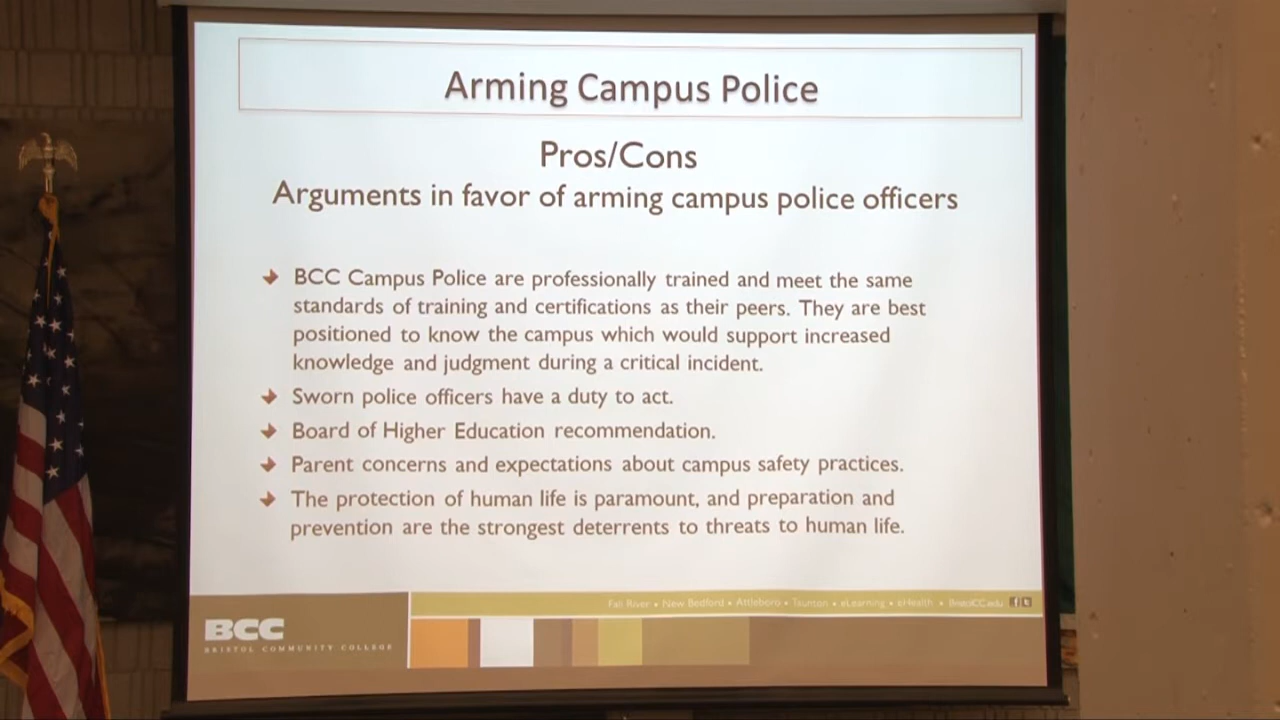 Arming Campus Police
Pros/Cons
Arguments in favor of arming campus police officers
BCC Campus Police are professionally trained and meet the same
standards of training and certifications as their peers. They are best
positioned to know the campus which would support increased
knowledge and judgment during a critical incident.
Sworn police officers have a duty to act.
Board of Higher Education recommendation.
Parent concerns and expectations about campus safety practices.
The protection of human life is paramount, and preparation and
prevention are the strongest deterrents to threats to human life.
Fall River • New Bedford • Attleboro • Taunton • eLearning • eHealth • BristolCC.edu
BCC
BRISTOL COMMUNITY COLLEGE